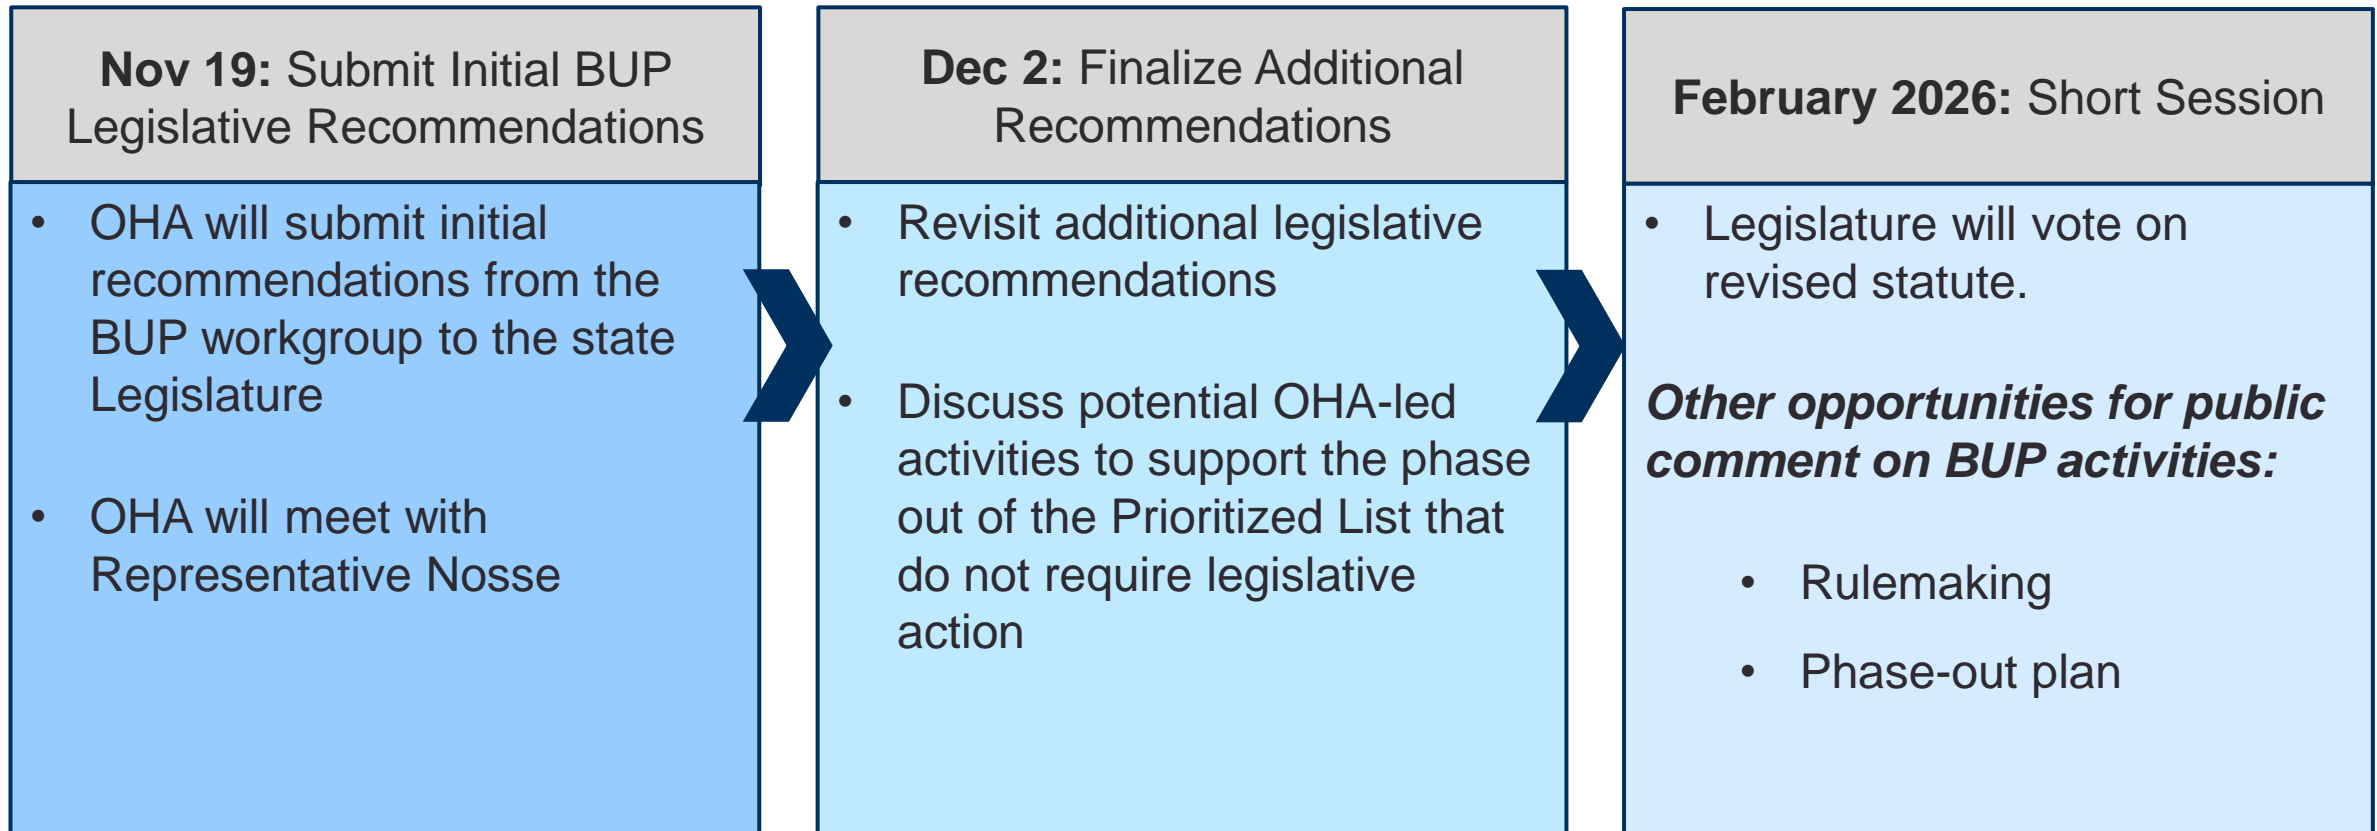 Nov 19: Submit Initial BUP
Legislative Recommendations
• OHA will submit initial
recommendations from the
BUP workgroup to the state
Legislature
• OHA will meet with
Representative Nosse
Dec 2: Finalize Additional
Recommendations
• Revisit additional legislative
recommendations
• Discuss potential OHA-led
activities to support the phase
out of the Prioritized List that
do not require legislative
action
February 2026: Short Session
• Legislature will vote on
revised statute.
Other opportunities for public
comment on BUP activities:
• Rulemaking
• Phase-out plan